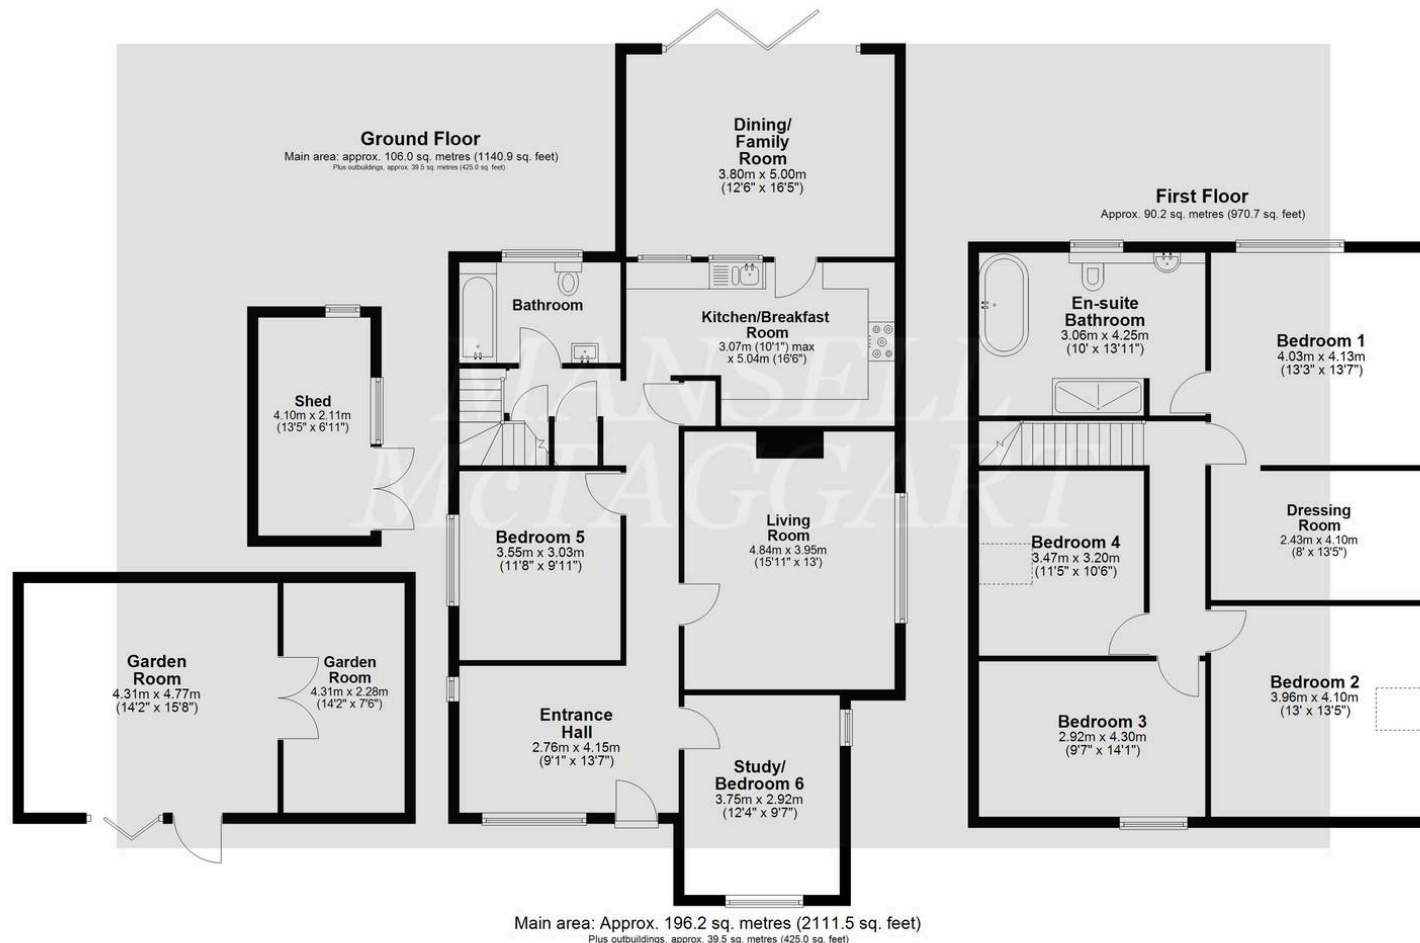 Ground Floor
Main area: approx. 106.0 sq. metres (1140.9 sq. feet)
Plus outbuildings, approx. 39.5 sq. metres (425.0 sq. feet)
Dining/
Family
Room
3.80m x 5.00m
(12'6" x 16'5")
First Floor
Approx. 90.2 sq. metres (970.7 sq. feet)
Bathroom
Kitchen/Breakfast
Room
3.07m (10'1") max
x 5.04m (16'6")
En-suite
Bathroom
3.06m x 4.25m
(10' x 13'11")
Bedroom 1
4.03m x 4.13m
(13'3" x 13'7")
MANSELL
McTAGGART
Shed
4.10m x 2.11m
(13'5" x 6'11")
Bedroom 5
3.55m x 3.03m
(11'8" x 9'11")
Living
Room
4.84m x 3.95m
(15'11" x 13')
Bedroom 4
3.47m x 3.20m
(11'5" x 10'6")
Dressing
Room
2.43m x 4.10m
(8' x 13'5")
Garden
Room
4.31m x 4.77m
(14'2" x 15'8")
Garden
Room
4.31m x 2.28m
(14'2" x 7'6")
Entrance
Hall
2.76m x 4.15m
(9'1" x 13'7")
Study/
Bedroom 6
3.75m x 2.92m
(12'4" x 9'7")
Bedroom 3
2.92m x 4.30m
(9'7" x 14'1")
Bedroom 2
3.96m x 4.10m
(13' x 13'5")
Main area: Approx. 196.2 sq. metres (2111.5 sq. feet)
Plus outbuildings, approx. 39.5 sq. metres (425.0 sq. feet)